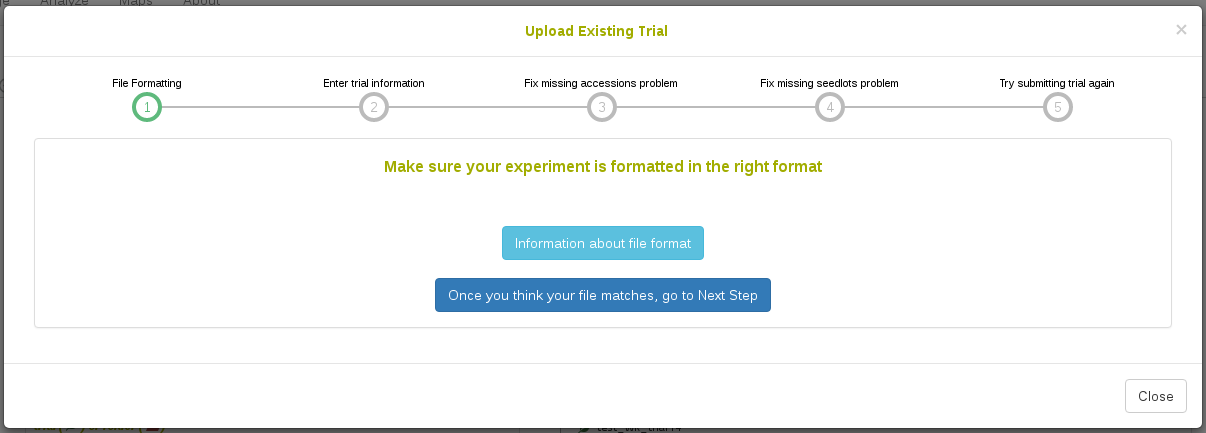 Analyze Maps About
Upload Existing Trial
×
File Formatting
Enter trial information
Fix missing accessions problem
Fix missing seedlots problem
Try submitting trial again
1
2
3
4
5
Make sure your experiment is formatted in the right format
Information about file format
Once you think your file matches, go to Next Step
Close